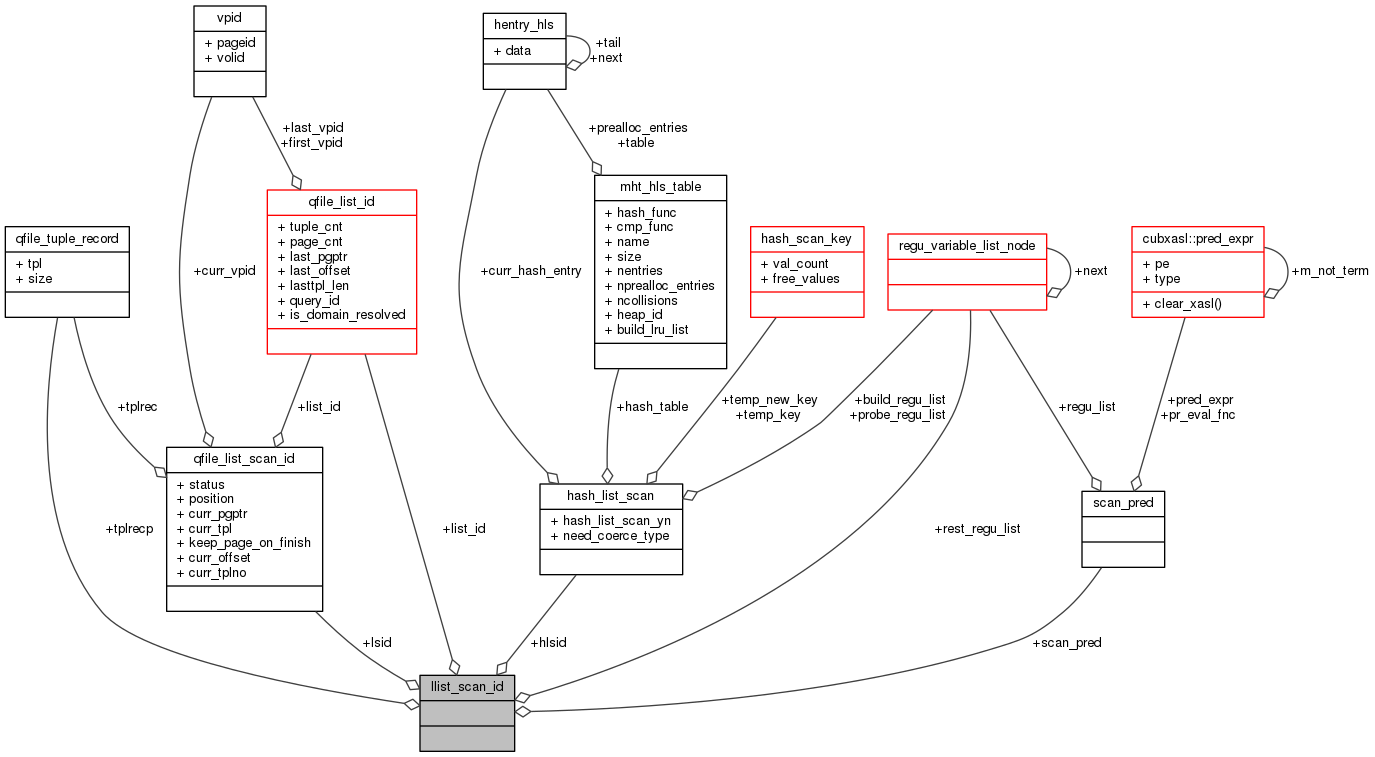 vpid
+ pageid
+ volid
hentry_hls
+ data
+tail
+next
+last_vpid
+first_vpid
+prealloc_entries
+table
qfile_list_id
+ tuple_cnt
+ page_cnt
+ last_pgptr
+ last_offset
+ lasttpl_len
+ query_id
+ is_domain_resolved
mht_hls_table
+ hash_func
+ cmp_func
+ name
+ size
+ nentries
+ nprealloc_entries
+ ncollisions
+ heap_id
+ build_lru_list
qfile_tuple_record
+ tpl
+ size
hash_scan_key
+ val_count
+ free_values
regu_variable_list_node
+next
cubxasl::pred_expr
+ pe
+ type
+ clear_xasl()
+m_not_term
+curr_vpid
+curr_hash_entry
+tplrec
+list_id
+hash_table
+temp_new_key
+temp_key
+build_regu_list
+probe_regu_list
+regu_list
+pred_expr
+pr_eval_fnc
qfile_list_scan_id
+ status
+ position
+ curr_pgptr
+ curr_tpl
+ keep_page_on_finish
+ curr_offset
+ curr_tplno
hash_list_scan
+ hash_list_scan_yn
+ need_coerce_type
scan_pred
+tplrecp
+list_id
+rest_regu_list
+lsid
+hlsid
+scan_pred
llist_scan_id